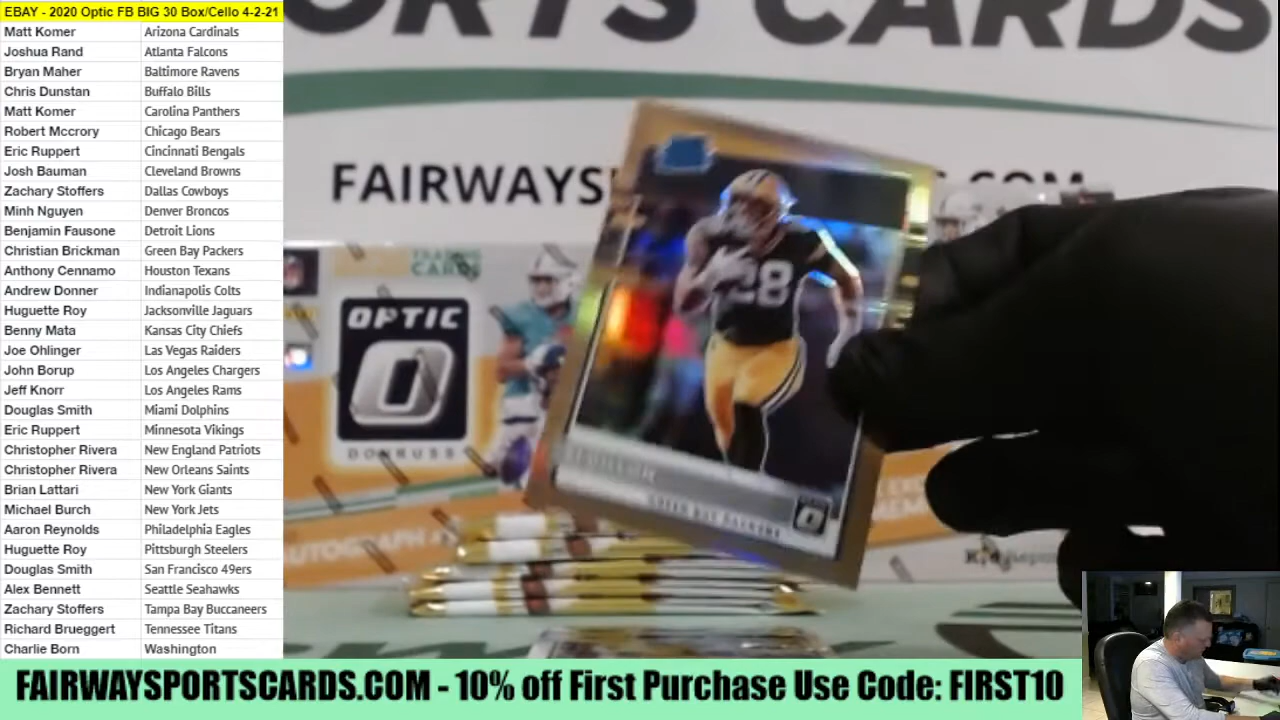 EBAY - 2020 Optic FB BIG 30 Box/Cello 4-2-21
Matt Komer Arizona Cardinals
Joshua Rand Atlanta Falcons
Bryan Maher Baltimore Ravens
Chris Dunstan Buffalo Bills
Matt Komer Carolina Panthers
Robert Mccrory Chicago Bears
Eric Ruppert Cincinnati Bengals
Josh Bauman Cleveland Browns
Zachary Stoffers Dallas Cowboys
Minh Nguyen Denver Broncos
Benjamin Fausone Detroit Lions
Christian Brickman Green Bay Packers
Anthony Cennamo Houston Texans
Andrew Donner Indianapolis Colts
Huguette Roy Jacksonville Jaguars
Benny Mata Kansas City Chiefs
Joe Ohlinger Las Vegas Raiders
John Borup Los Angeles Chargers
Jeff Knorr Los Angeles Rams
Douglas Smith Miami Dolphins
Eric Ruppert Minnesota Vikings
Christopher Rivera New England Patriots
Christopher Rivera New Orleans Saints
Brian Lattari New York Giants
Michael Burch New York Jets
Aaron Reynolds Philadelphia Eagles
Huguette Roy Pittsburgh Steelers
Douglas Smith San Francisco 49ers
Alex Bennett Seattle Seahawks
Zachary Stoffers Tampa Bay Buccaneers
Richard Brueggert Tennessee Titans
Charlie Born Washington
CARDS
FAIRWAYS
TRADING
CARDS
OPTIC
DONRUSS
28
GREEN BAY PACKERS
AUTOGRAPH
FAIRWAYSPORTSCARDS.COM - 10% off First Purchase Use Code: FIRST10